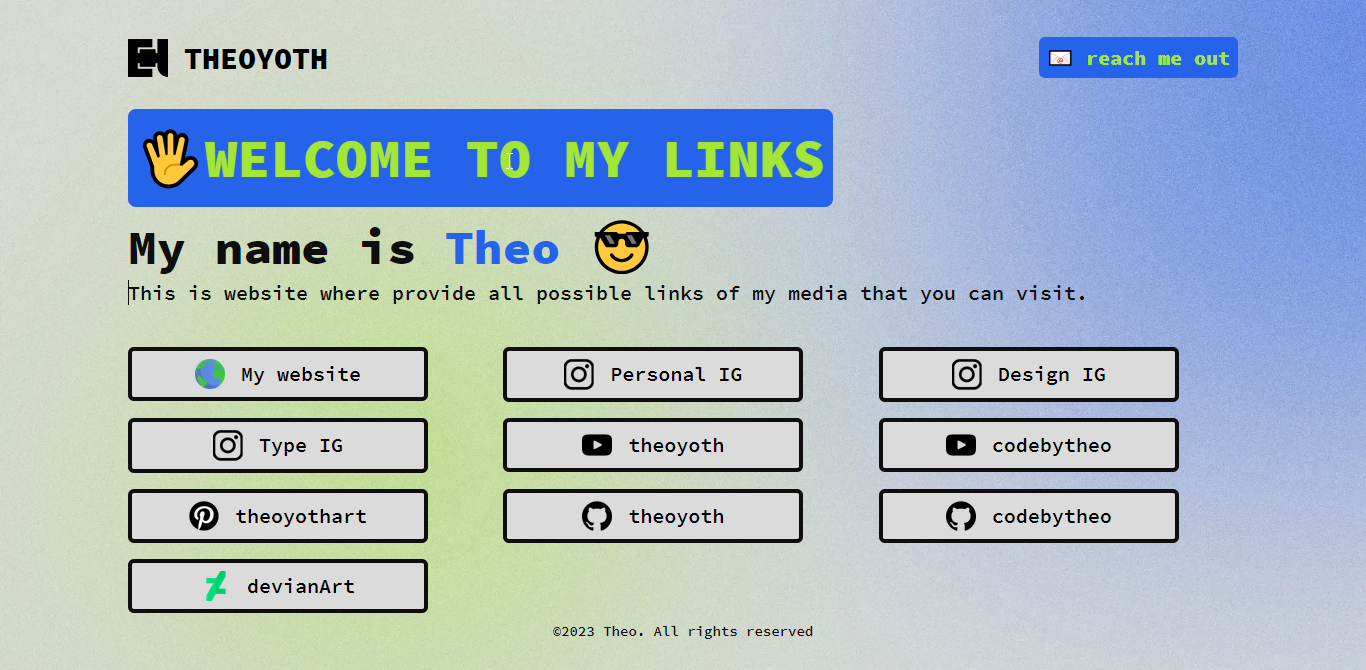 THEOYOTH
reach me out
WELCOME TO MY LINKS
My name is Theo
This is website where provide all possible links of my media that you can visit.
My website
Personal IG
Design IG
Type IG
theoyoth
codebytheo
theoyothart
theoyoth
codebytheo
devianArt
©2023 Theo. All rights reserved